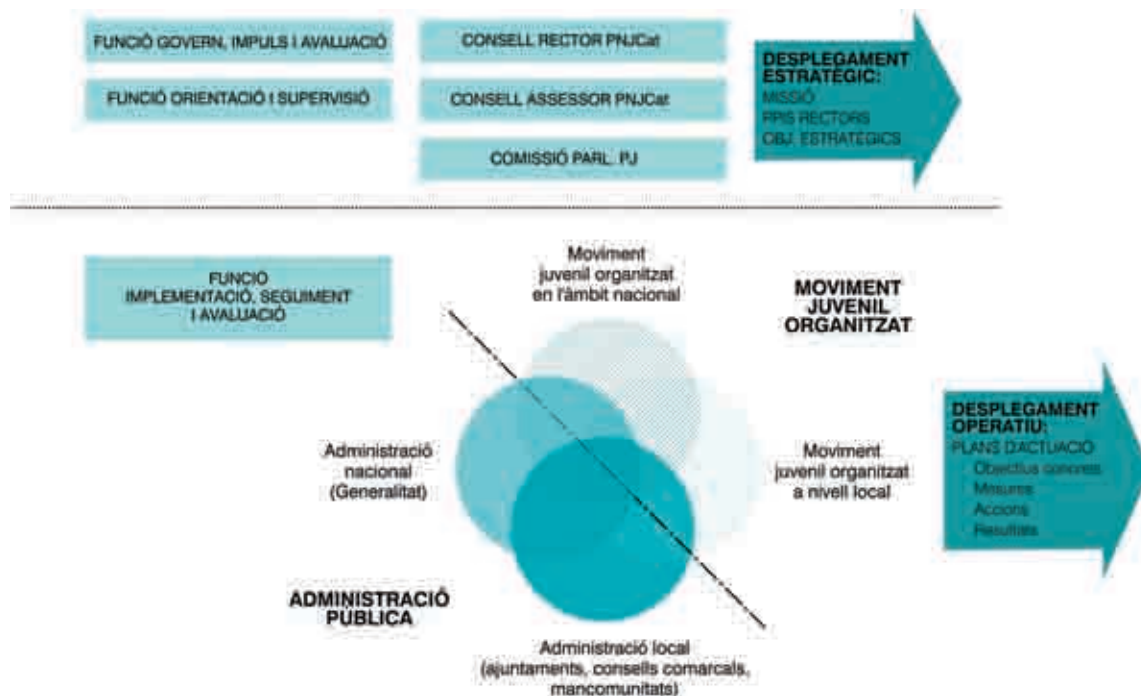 FUNCIÓ GOVERN, IMPULS I AVALUACIÓ
CONSELL RECTOR PNJCat
FUNCIÓ ORIENTACIÓ I SUPERVISIÓ
CONSELL ASSESSOR PNJCat
COMISSIÓ PARL. PJ
DESPLEGAMENT
ESTRATÈGIC:
MISSIÓ
PPIS RECTORS
OBJ. ESTRATÈGICS
FUNCIÓ
IMPLEMENTACIÓ, SEGUIMENT
I AVALUACIÓ
Moviment
juvenil organitzat
en l'àmbit nacional
MOVIMENT
JUVENIL
ORGANITZAT
Administració
nacional
(Generalitat)
Moviment
juvenil organitzat
a nivell local
DESPLEGAMENT
OPERATIU:
PLANS D'ACTUACIÓ
Objectius concrets
Mesures
Accions
Resultats
ADMINISTRACIÓ
PÚBLICA
Administració local
(ajuntaments, consells comarcals,
mancomunitats)